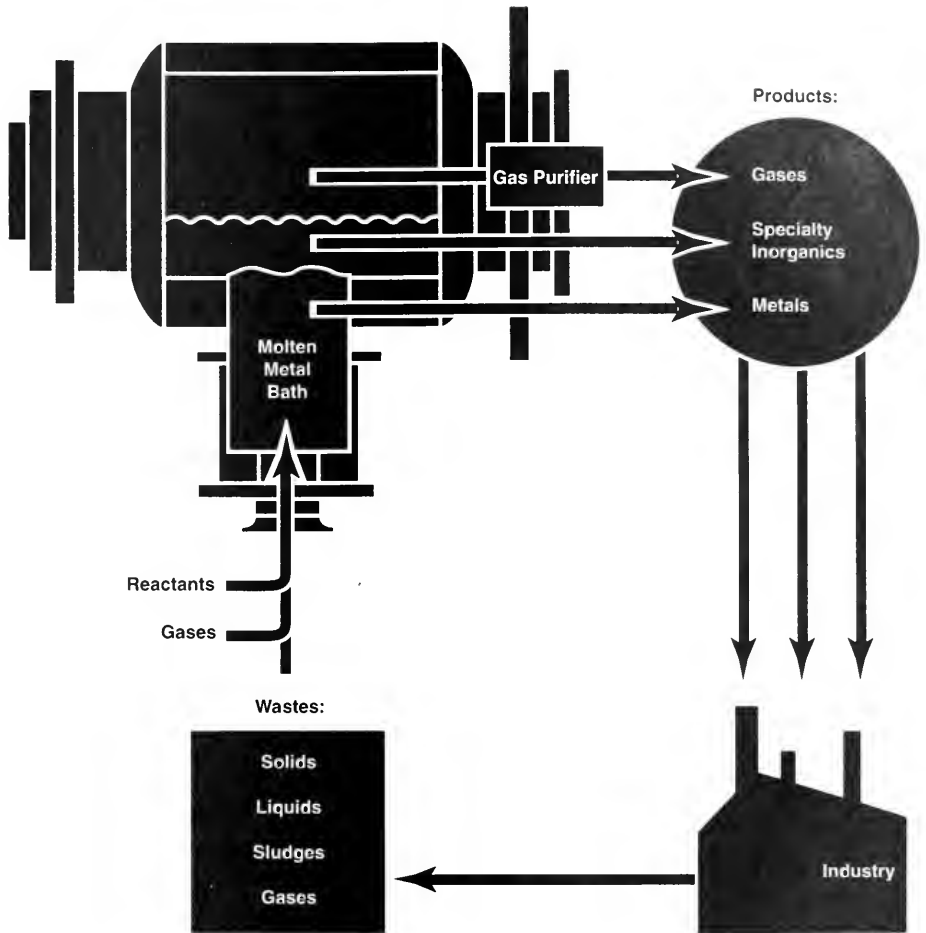 Products:
Gas Purifier
Gases
Specialty
Inorganics
Metals
Molten
Metal
Bath
Reactants
Gases
Wastes:
Solids
Liquids
Sludges
Gases
Industry